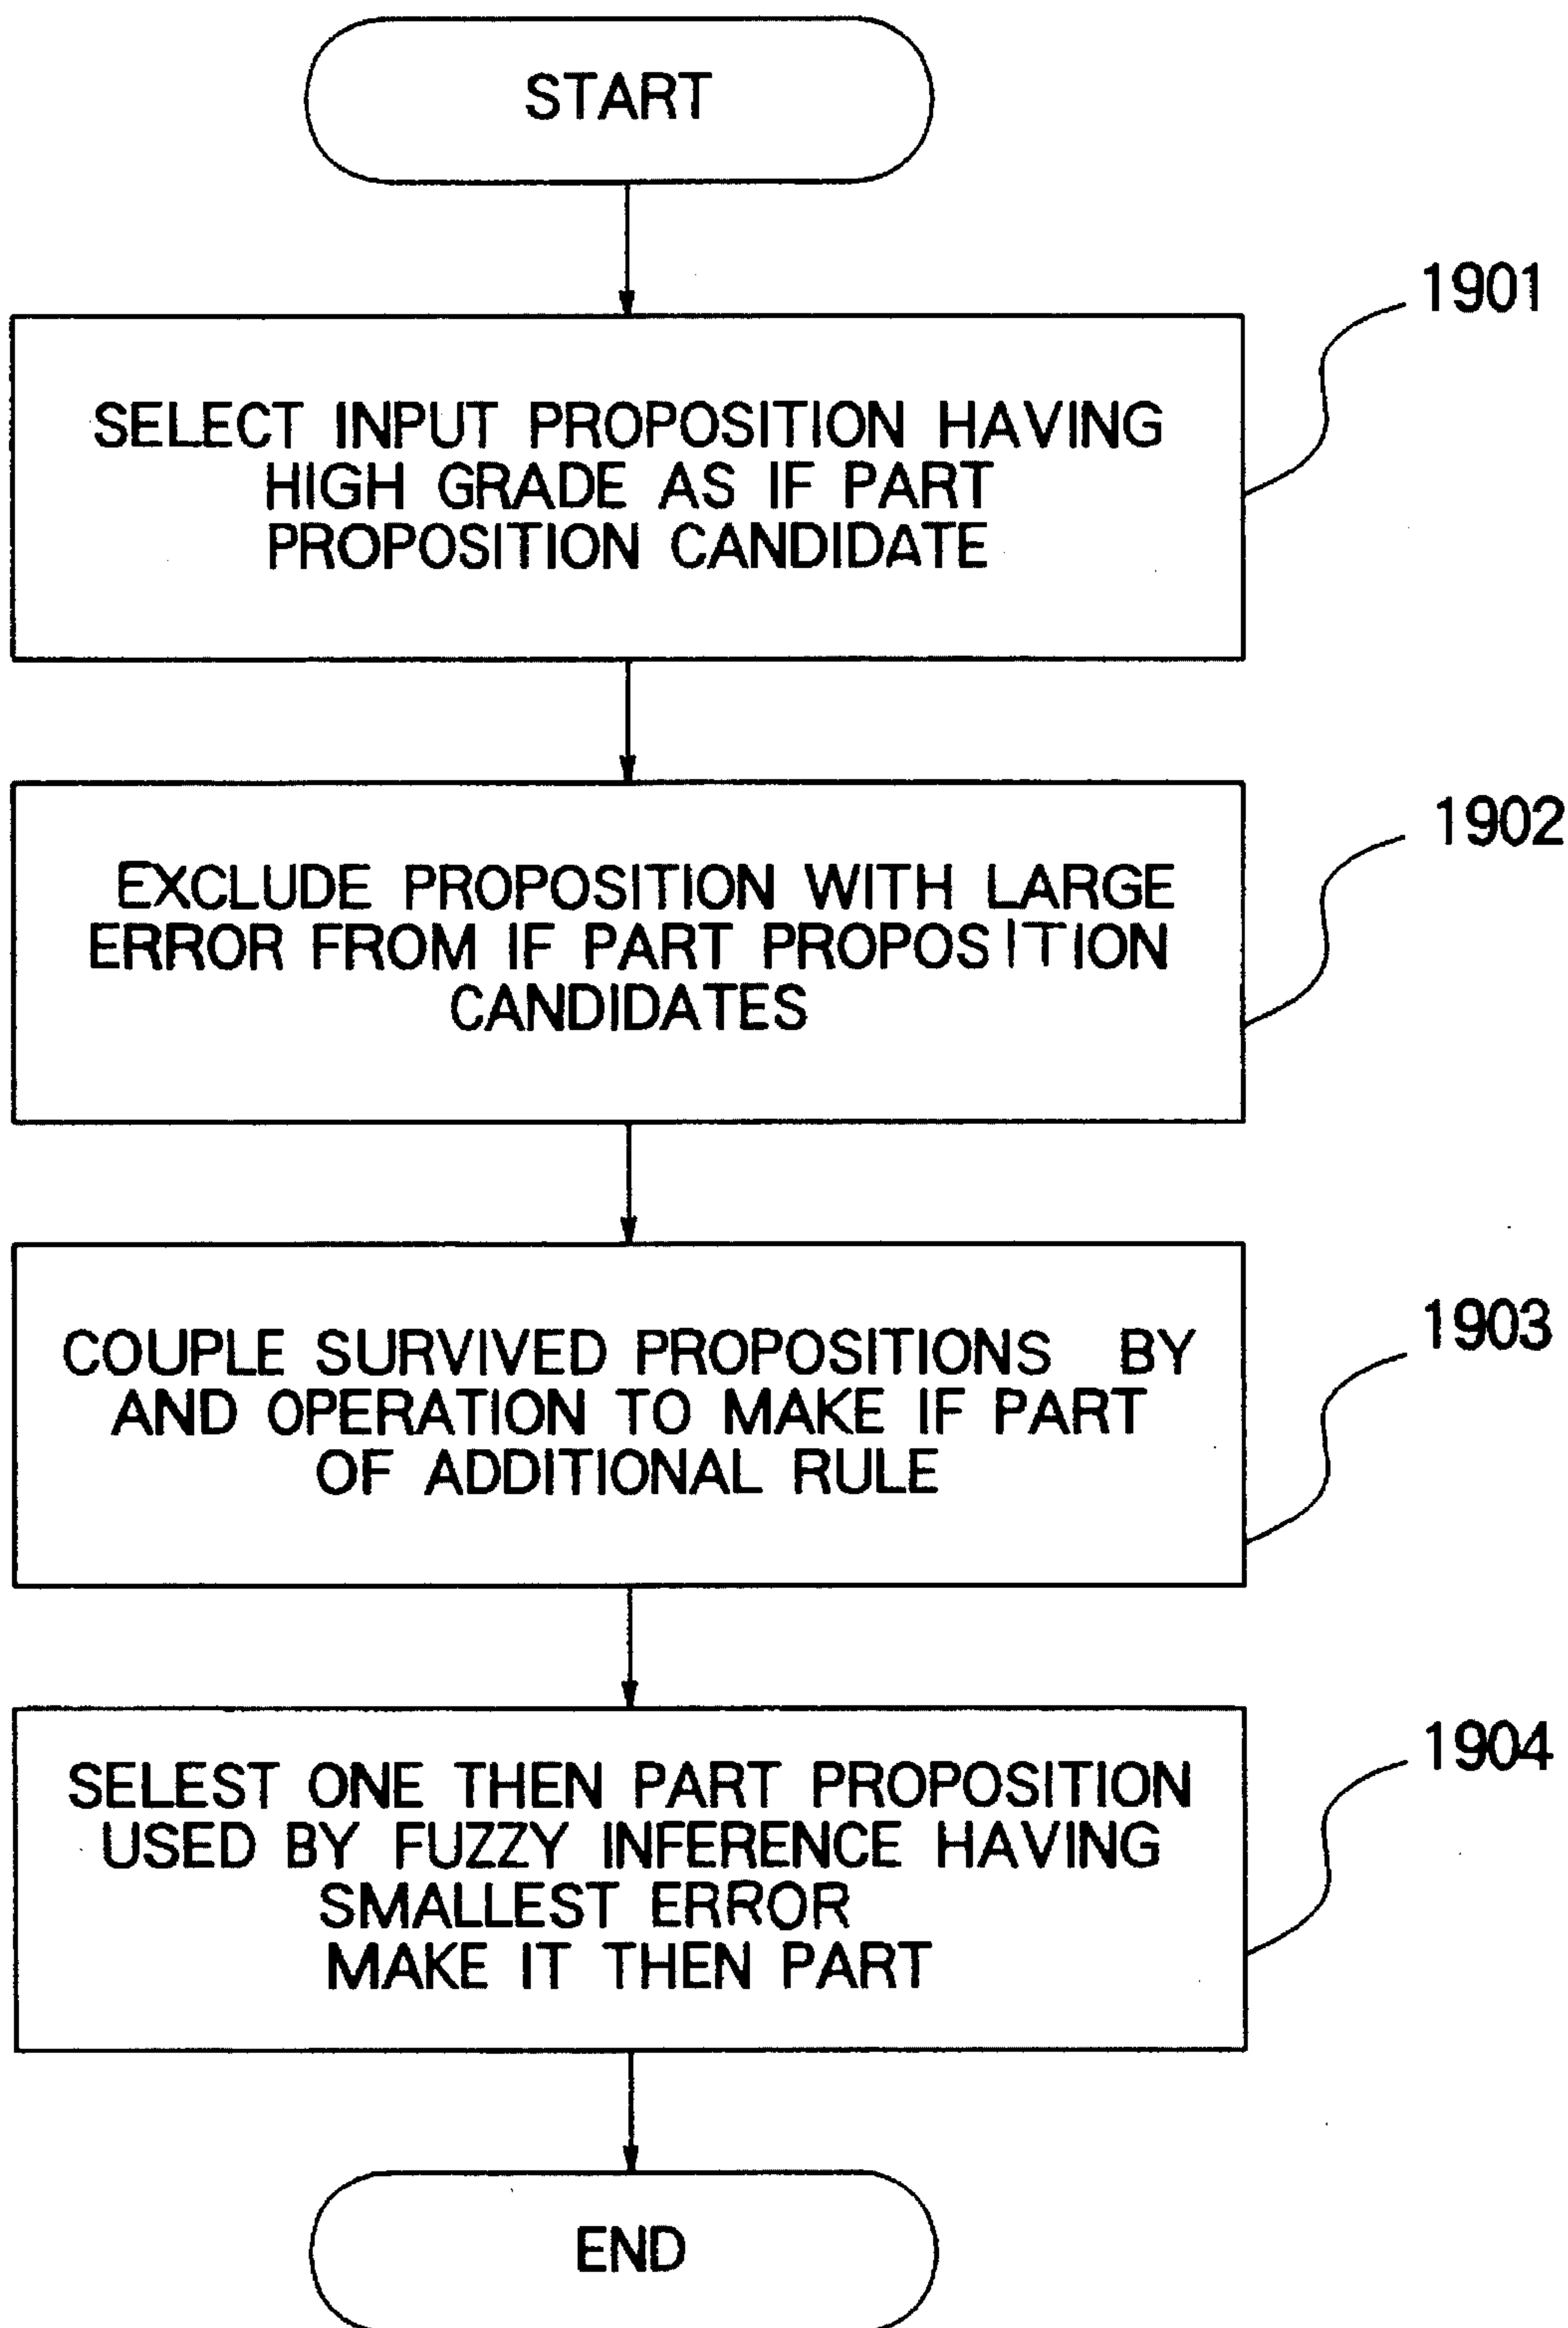 START
1901
SELECT INPUT PROPOSITION HAVING
HIGH GRADE AS IF PART
PROPOSITION CANDIDATE
1902
EXCLUDE PROPOSITION WITH LARGE
ERROR FROM IF PART PROPOSITION
CANDIDATES
1903
COUPLE SURVIVED PROPOSITIONS BY
AND OPERATION TO MAKE IF PART
OF ADDITIONAL RULE
1904
SELEST ONE THEN PART PROPOSITION
USED BY FUZZY INFERENCE HAVING
SMALLEST ERROR
MAKE IT THEN PART
END